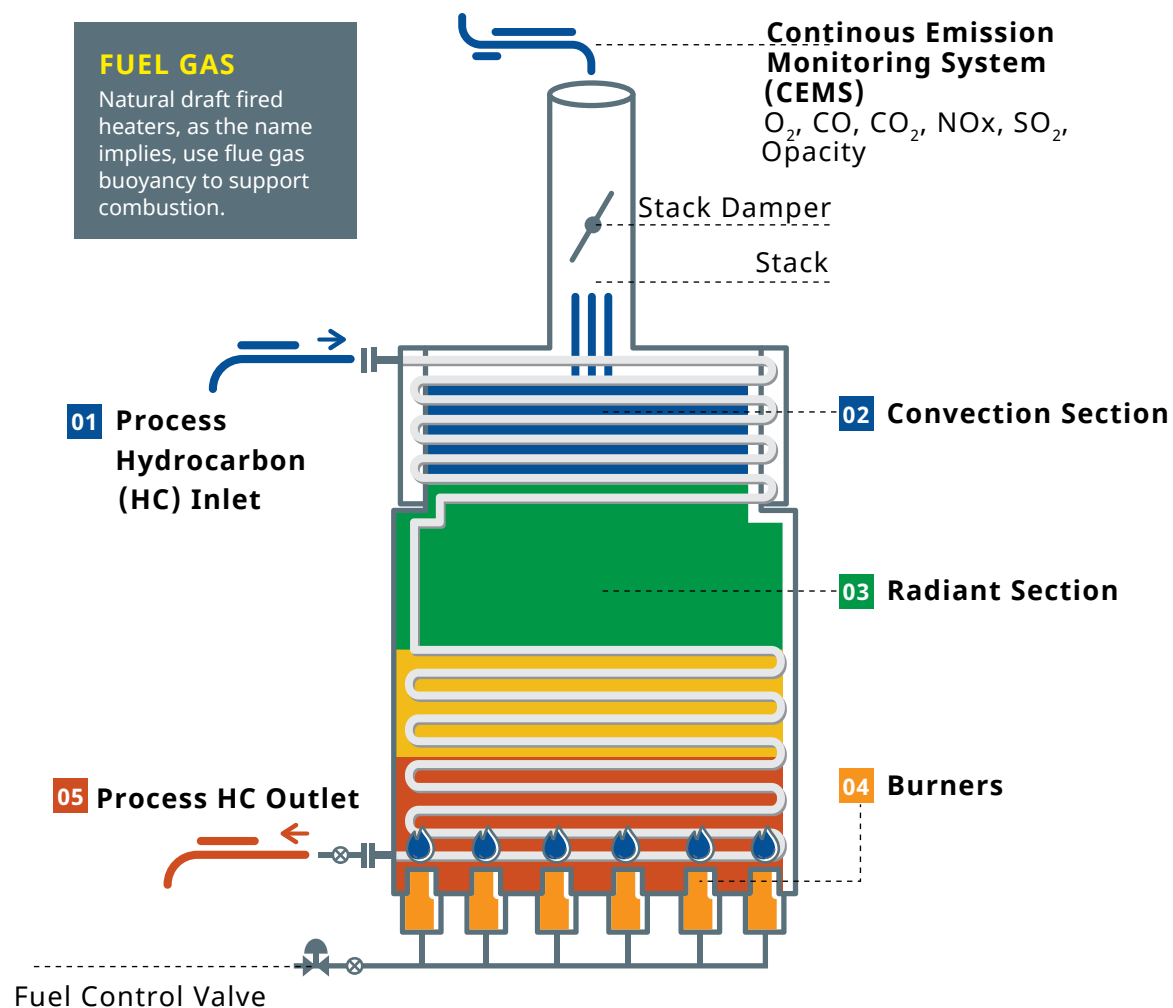 FUEL GAS
Natural draft fired
heaters, as the name
implies, use flue gas
buoyancy to support
combustion.
Continous Emission
Monitoring System
(CEMS)
O₂, CO, CO₂, NOx, SO₂,
Opacity
Stack Damper
Stack
01 Process
Hydrocarbon
(HC) Inlet
02 Convection Section
03 Radiant Section
04 Burners
05 Process HC Outlet
Fuel Control Valve